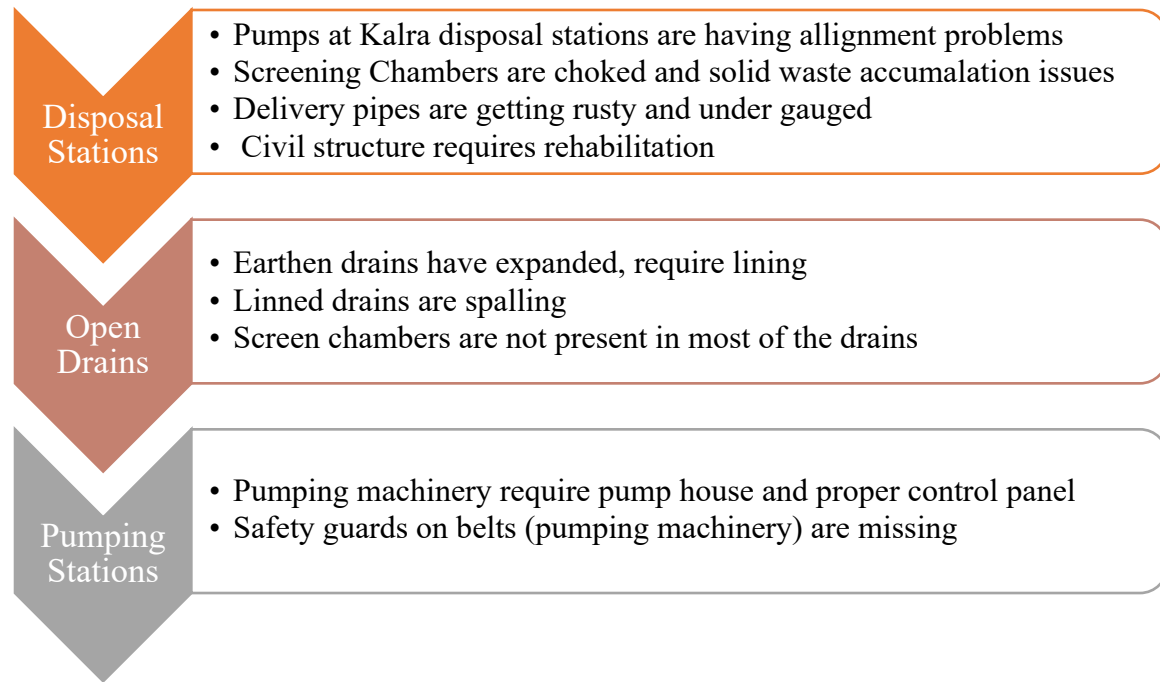 Disposal
Stations
• Pumps at Kalra disposal stations are having allignment problems
• Screening Chambers are choked and solid waste accumalation issues
• Delivery pipes are getting rusty and under gauged
• Civil structure requires rehabilitation
Open
Drains
• Earthen drains have expanded, require lining
• Linned drains are spalling
• Screen chambers are not present in most of the drains
Pumping
Stations
• Pumping machinery require pump house and proper control panel
• Safety guards on belts (pumping machinery) are missing